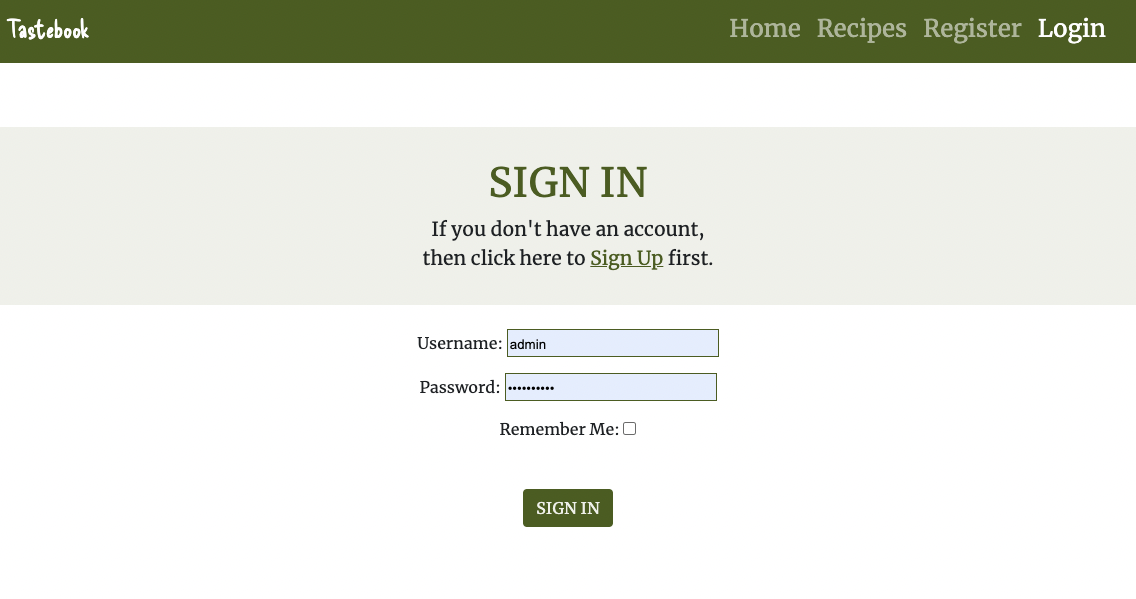 Tastebook
Home Recipes Register Login
SIGN IN
If you don't have an account,
then click here to Sign Up first.
Username: admin
Password: ••••••••••
Remember Me:
SIGN IN